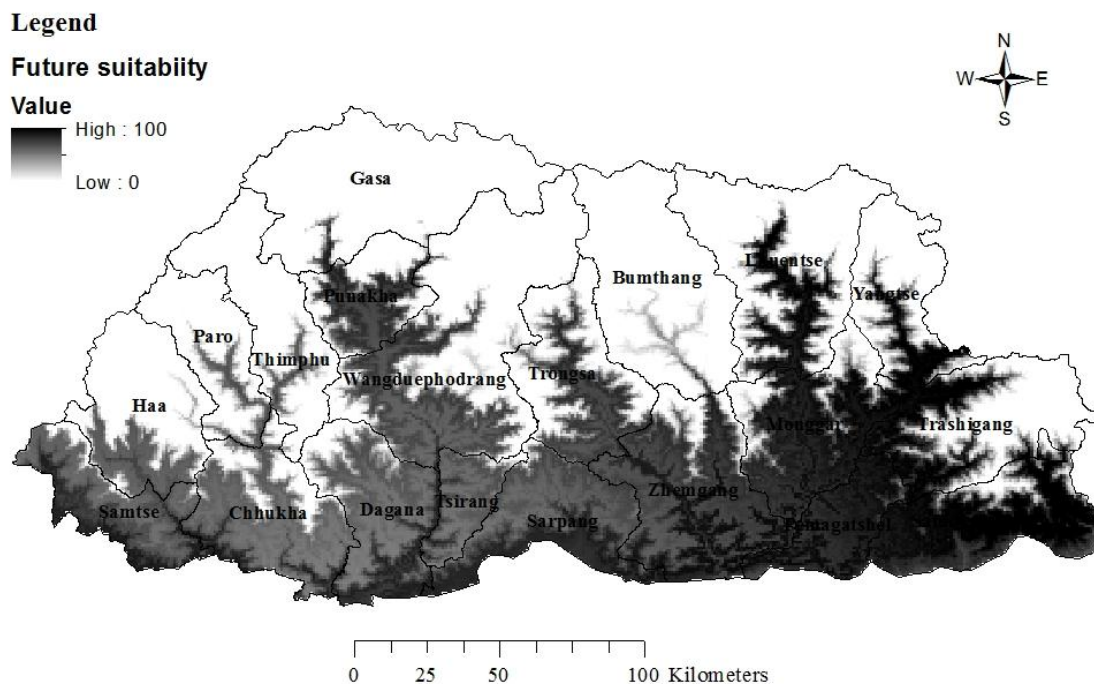 Legend
Future suitabiity
Value
High : 100
Low : 0
N
W E
S
Gasa
Bumthang
Lhuentse
Yangtse
Punakha
Paro
Thimphu
Wangduephodrang
Trongsa
Haa
Monggar
Trashigang
Samtse
Chhukha
Dagana
Tsirang
Sarpang
Zhemgang
Pemagatshel
0 25 50 100 Kilometers